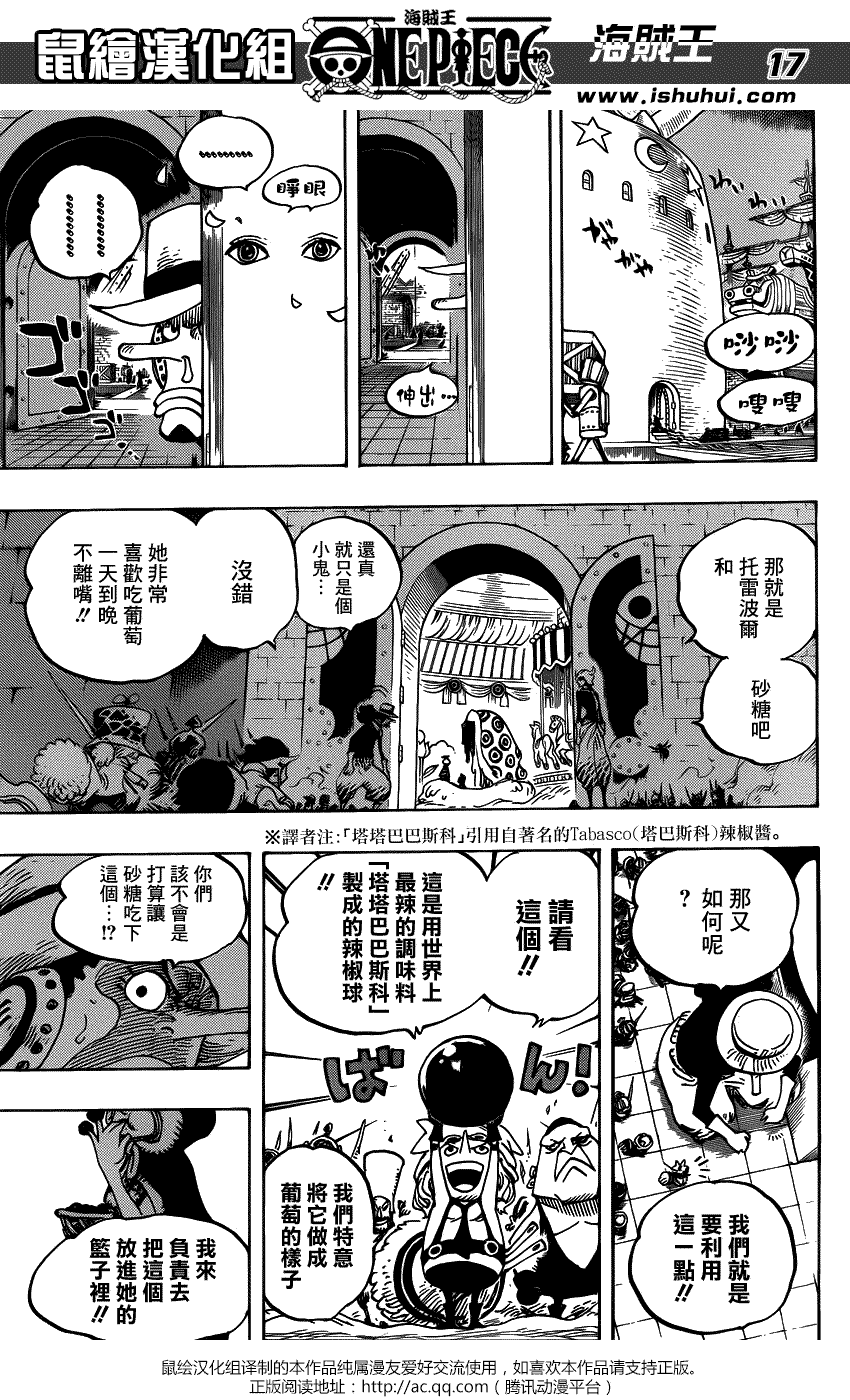 鼠繪漢化組
海賊王
ONE PIECE
海賊王
17
www.ishuhui.com
ガヤ
ガヤガヤ
吵吵
嗖嗖
伸出…
睜眼
ゴゴ
那就是
托雷波爾
和
砂糖吧
還真
就只是個
小鬼…
沒錯
她非常
喜歡吃葡萄
一天到晚
不離嘴!!
※譯者注:「塔塔巴巴斯科」引用自著名的Tabasco(塔巴斯科)辣椒醬。
那又
如何呢
?
我們就是
要利用
這一點!!
請看
這個!!
這是用世界上
最辣的調味料
「塔塔巴巴斯科」
製成的辣椒球
!!
ばん!
我們特意
將它做成
葡萄的樣子
你們
該不會是
打算讓
砂糖吃下
這個…!?
我來
負責去
把這個
放進她的
籃子裡!!
鼠绘汉化组译制的本作品纯属漫友爱好交流使用，如喜欢本作品请支持正版。
正版阅读地址：http://ac.qq.com（腾讯动漫平台）